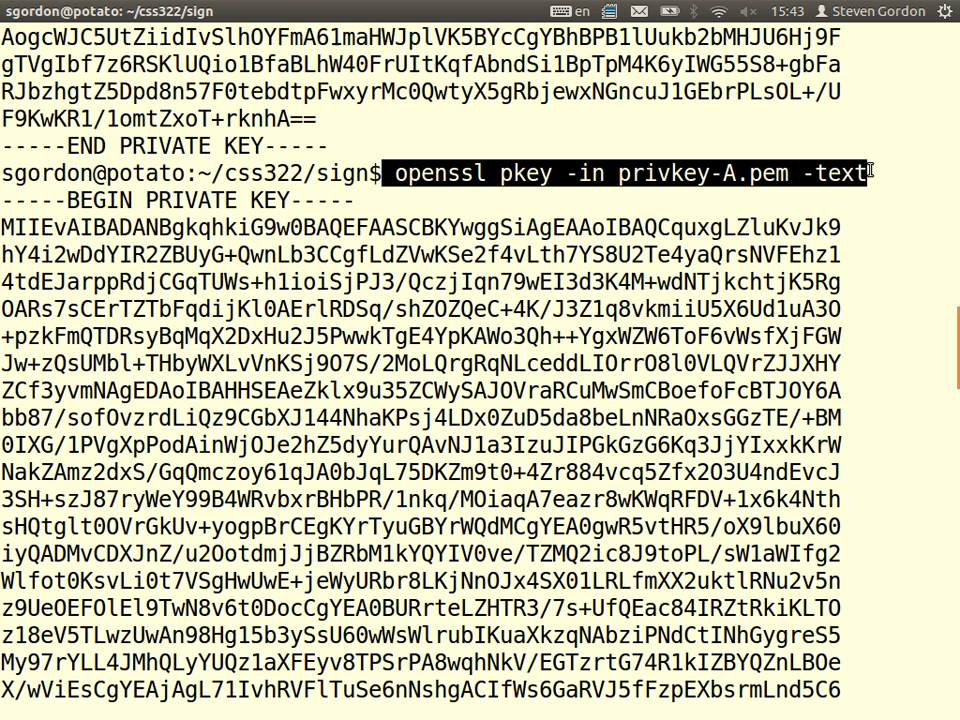 sgordon@potato: ~/css322/sign en 15:43 Steven Gordon
AogcWJC5UtZiidIvSlhOYFmA61maHWJplVK5BYcCgYBhBPB1lUukb2bMHJU6Hj9F
gTVgIbf7z6RSKlUQio1BfaBLhW40FrUItKqfAbndSi1BpTpM4K6yIWG55S8+gbFa
RJbzhgtZ5Dpd8n57F0tebdtpFwxyrMc0QwtyX5gRbjewxNGncuJ1GEbrPLsOL+/U
F9KwKR1/1omtZxoT+rknhA==
-----END PRIVATE KEY-----
sgordon@potato:~/css322/sign$ openssl pkey -in privkey-A.pem -text
-----BEGIN PRIVATE KEY-----
MIIEvAIBADANBgkqhkiG9w0BAQEFAASCBKYwggSiAgEAAoIBAQCquxgLZluKvJk9
hY4i2wDdYIR2ZBUyG+QwnLb3CCgfLdZVwKSe2f4vLth7YS8U2Te4yaQrsNVFEhz1
4tdEJarppRdjCGqTUWs+h1ioiSjPJ3/QczjIqn79wEI3d3K4M+wdNTjkchtjK5Rg
OARs7sCErTZTbFqdijKl0AErlRDSq/shZOZQeC+4K/J3Z1q8vkmiiU5X6Ud1uA3O
+pzkFmQTDRsyBqMqX2DxHu2J5PwwkTgE4YpKAWo3Qh++YgxWZW6ToF6vWsfXjFGW
Jw+zQsUMbl+THbyWXLvVnKSj9O7S/2MoLQrgRqNLceddLIOrrO8l0VLQVrZJJXHY
ZCf3yvmNAgEDAoIBAHHSEAeZklx9u35ZCWySAJOVraRCuMwSmCBoefoFcBTJOY6A
bb87/sofOvzrdLiQz9CGbXJ144NhaKPsj4LDx0ZuD5da8beLnNRaOxsGGzTE/+BM
0IXG/1PVgXpPodAinWjOJe2hZ5dyYurQAvNJ1a3IzuJIPGkGzG6Kq3JjYIxxkKrW
NakZAmz2dxS/GqQmczoy61qJA0bJqL75DKZm9t0+4Zr884vcq5Zfx2O3U4ndEvcJ
3SH+szJ87ryWeY99B4WRvbxrBHbPR/1nkq/MOiaqA7eazr8wKWqRFDV+1x6k4Nth
sHQtglt0OVrGkUv+yogpBrCEgKYrTyuGBYrWQdMCgYEA0gwR5vtHR5/oX9lbuX60
iyQADMvCDXJnZ/u2OotdmjJjBZRbM1kYQYIV0ve/TZMQ2ic8J9toPL/sW1aWIfg2
Wlfot0KsvLi0t7VSgHwUwE+jeWyURbr8LKjNnOJx4SX01LRLfmXX2uktlRNu2v5n
z9UeOEFOlEl9TwN8v6t0DocCgYEA0BURrteLZHTR3/7s+UfQEac84IRZtRkiKLTO
z18eV5TLwzUwAn98Hg15b3ySsU60wWsWlrubIKuaXkzqNAbziPNdCtINhGygreS5
My97rYLL4JMhQLyYUQz1aXFEyv8TPSrPA8wqhNkV/EGTzrtG74R1kIZBYQZnLBOe
X/wViEsCgYEAjAgL71IvhRVFlTuSe6nNshgACIfWs6GaRVJ5fFzpEXbsrmLnd5C6